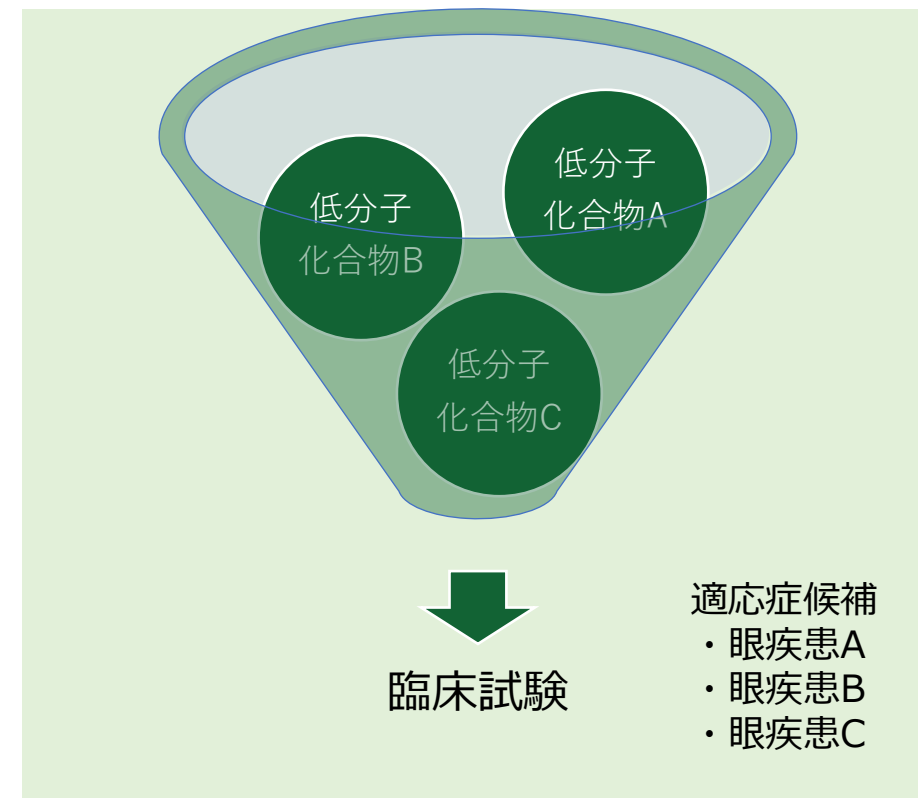 低分子
化合物A
低分子
化合物B
低分子
化合物C
臨床試験
適応症候補
・眼疾患A
・眼疾患B
・眼疾患C